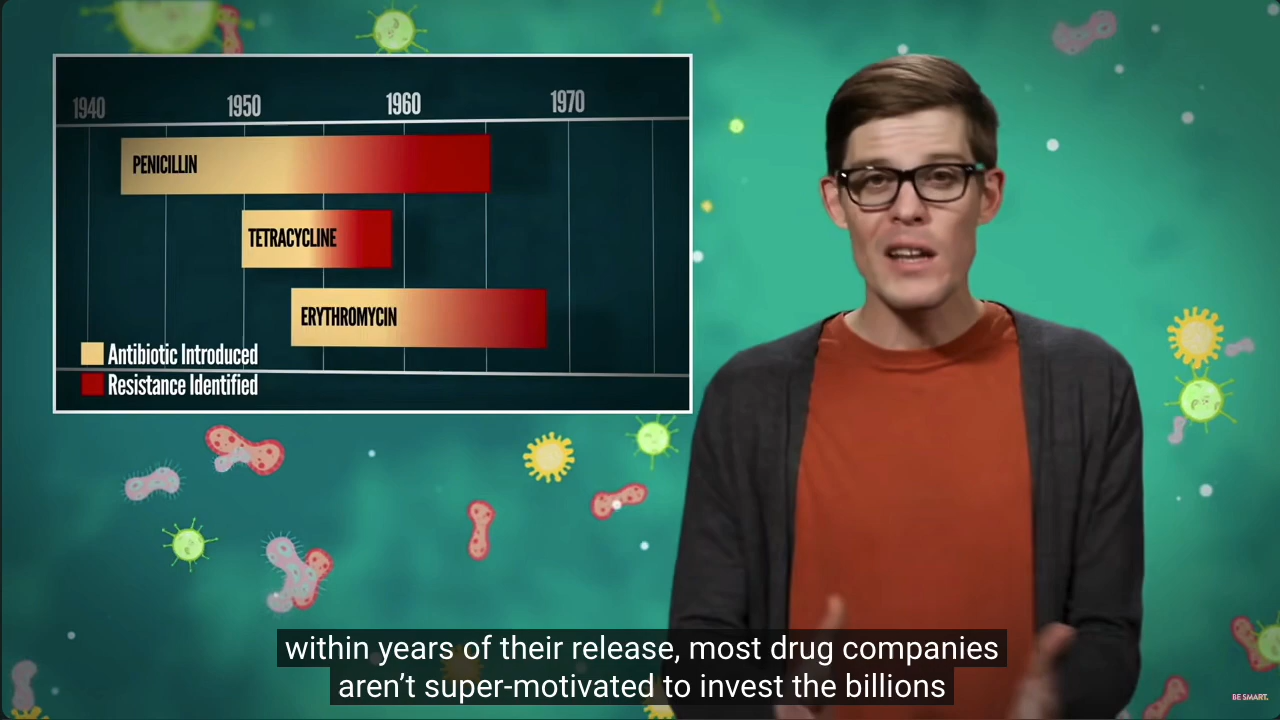 1940 1950 1960 1970
PENICILLIN
TETRACYCLINE
ERYTHROMYCIN
Antibiotic Introduced
Resistance Identified
within years of their release, most drug companies
aren’t super-motivated to invest the billions
BE SMART.